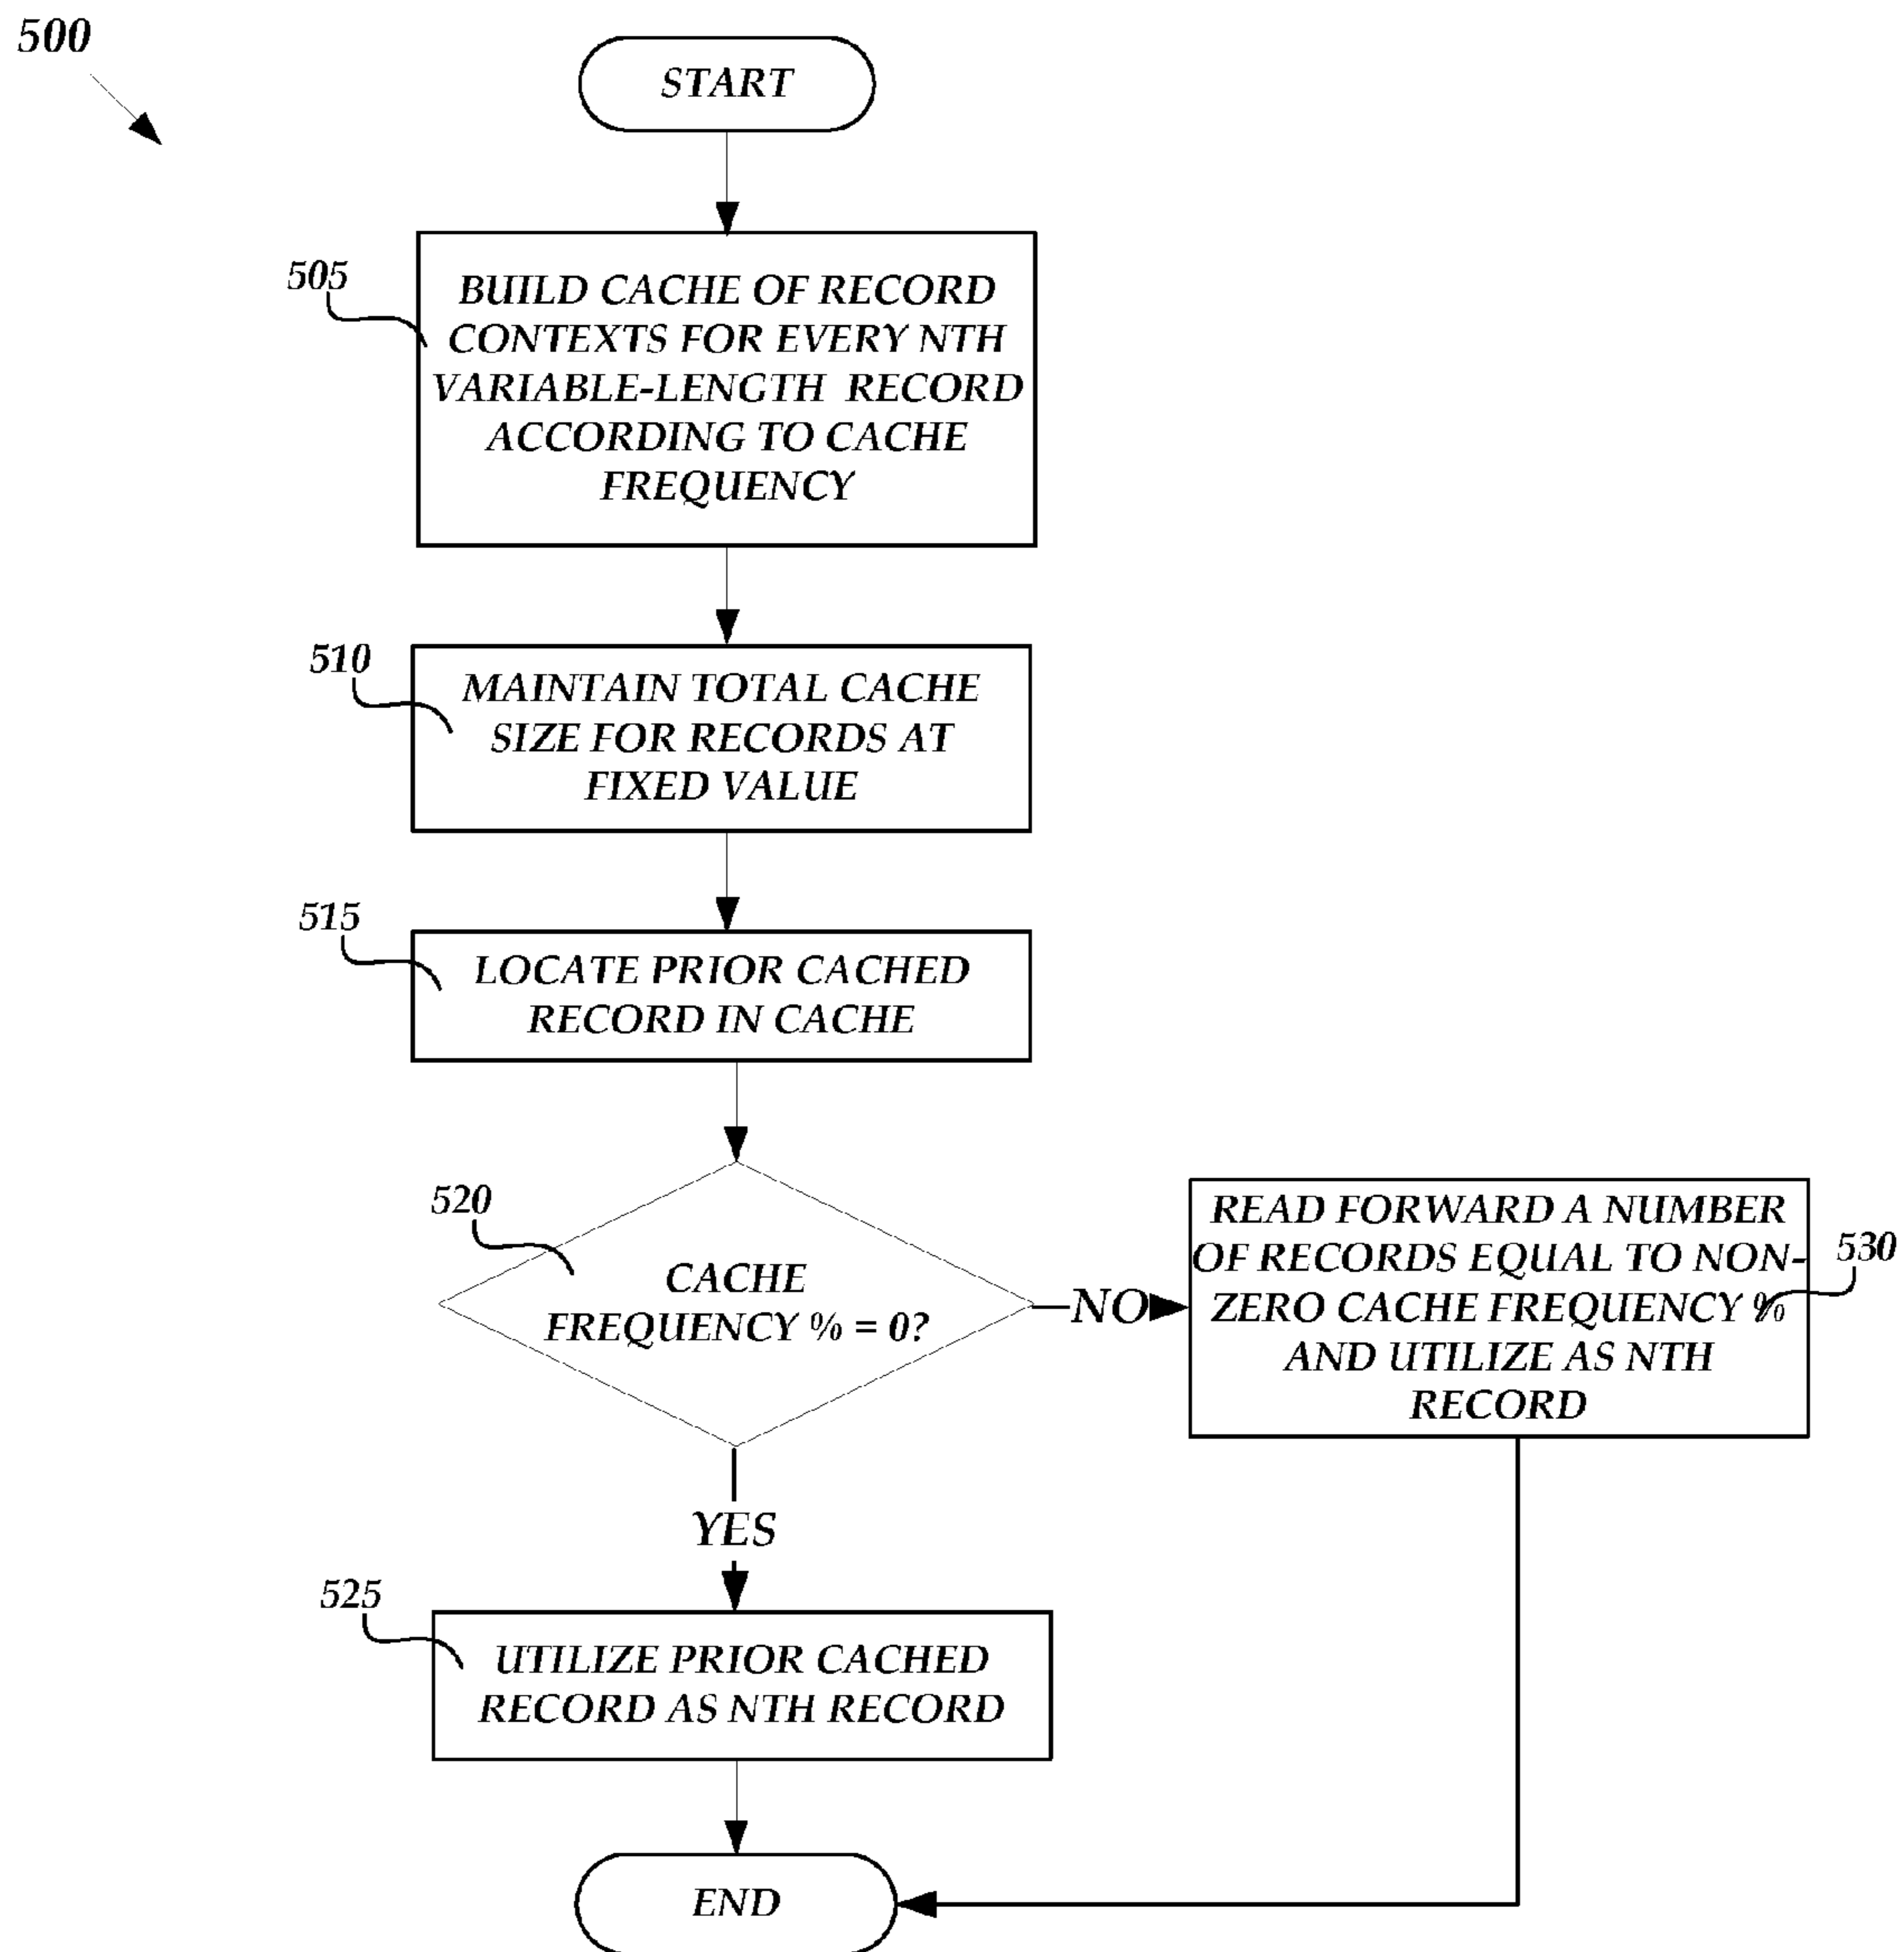 500
START
505
BUILD CACHE OF RECORD
CONTEXTS FOR EVERY NTH
VARIABLE-LENGTH RECORD
ACCORDING TO CACHE
FREQUENCY
510
MAINTAIN TOTAL CACHE
SIZE FOR RECORDS AT
FIXED VALUE
515
LOCATE PRIOR CACHED
RECORD IN CACHE
520
CACHE
FREQUENCY % = 0?
NO
READ FORWARD A NUMBER
OF RECORDS EQUAL TO NON-
ZERO CACHE FREQUENCY %
AND UTILIZE AS NTH
RECORD
530
YES
525
UTILIZE PRIOR CACHED
RECORD AS NTH RECORD
END